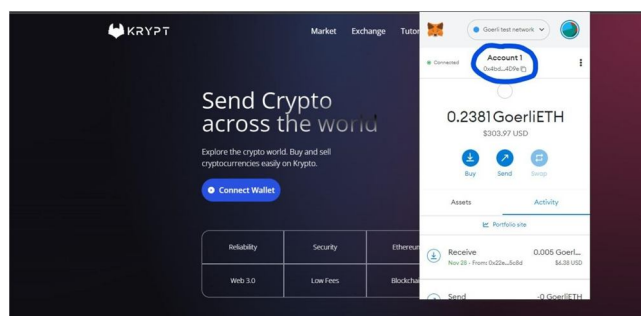 KRYPT
Market Exchange Tutor
Goerli test network
Connected
Account 1
0x4bd...4D9e
Send Crypto
across the world
0.2381 GoerliETH
$303.97 USD
Explore the crypto world. Buy and sell
cryptocurrencies easily on Krypto.
Buy Send Swap
Connect Wallet
Assets Activity
Portfolio site
Reliability Security Ethereum
Web 3.0 Low Fees Blockchai
Receive 0.005 Goerl...
Nov 28 - From: 0x22e...5c8d $6.38 USD
Send -0 GoerliETH